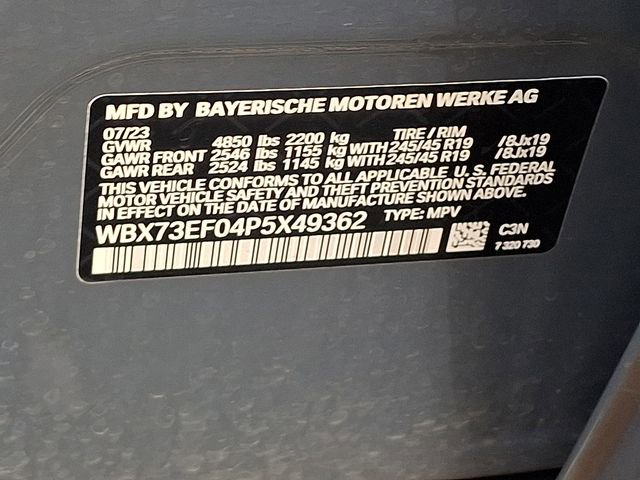 MFD BY BAYERISCHE MOTOREN WERKE AG
07/23
GVWR 4850 lbs 2200 kg TIRE / RIM
GAWR FRONT 2546 lbs 1155 kg WITH 245/45 R19 /8Jx19
GAWR REAR 2524 lbs 1145 kg WITH 245/45 R19 /8Jx19
THIS VEHICLE CONFORMS TO ALL APPLICABLE U.S. FEDERAL
MOTOR VEHICLE SAFETY AND THEFT PREVENTION STANDARDS
IN EFFECT ON THE DATE OF MANUFACTURE SHOWN ABOVE
WBX73EF04P5X49362 TYPE: MPV
C3N
7 320 730